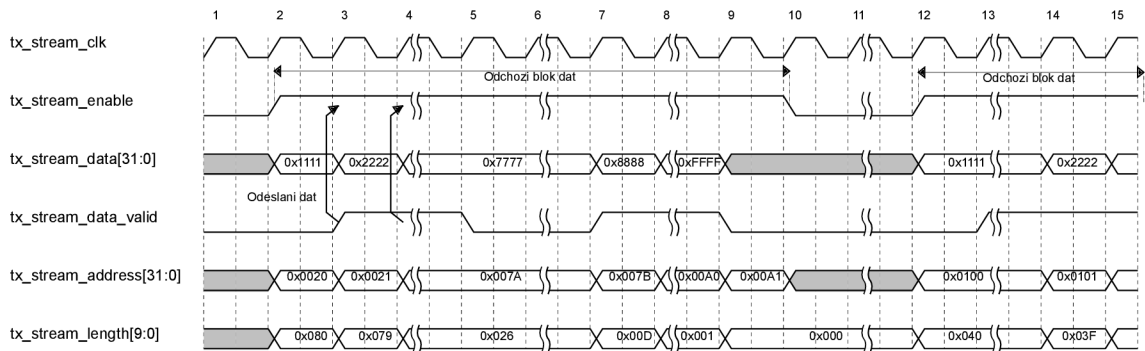 1 2 3 4 5 6 7 8 9 10 11 12 13 14 15
tx_stream_clk
Odchozi blok dat Odchozi blok dat
tx_stream_enable
tx_stream_data[31:0] 0x1111 0x2222 0x7777 0x8888 0xFFFF 0x1111 0x2222
Odeslani dat
tx_stream_data_valid
tx_stream_address[31:0] 0x0020 0x0021 0x007A 0x007B 0x00A0 0x00A1 0x0100 0x0101
tx_stream_length[9:0] 0x080 0x079 0x026 0x00D 0x001 0x000 0x040 0x03F